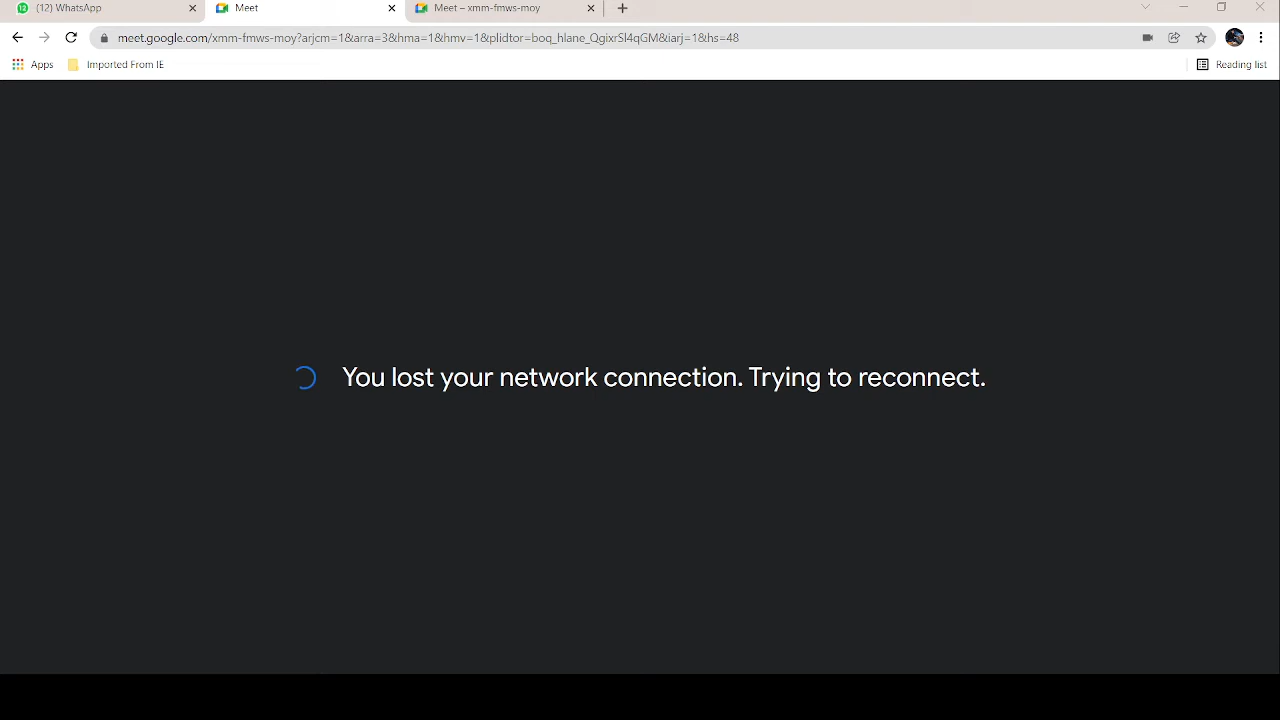 12 (12) WhatsApp Meet Meet – xmm-fmws-moy
meet.google.com/xmm-fmws-moy?arjcm=1&arra=3&hma=1&hmv=1&plidtor=boq_hlane_QgixrSl4qGM&iarj=1&hs=48
Apps Imported From IE Reading list
You lost your network connection. Trying to reconnect.